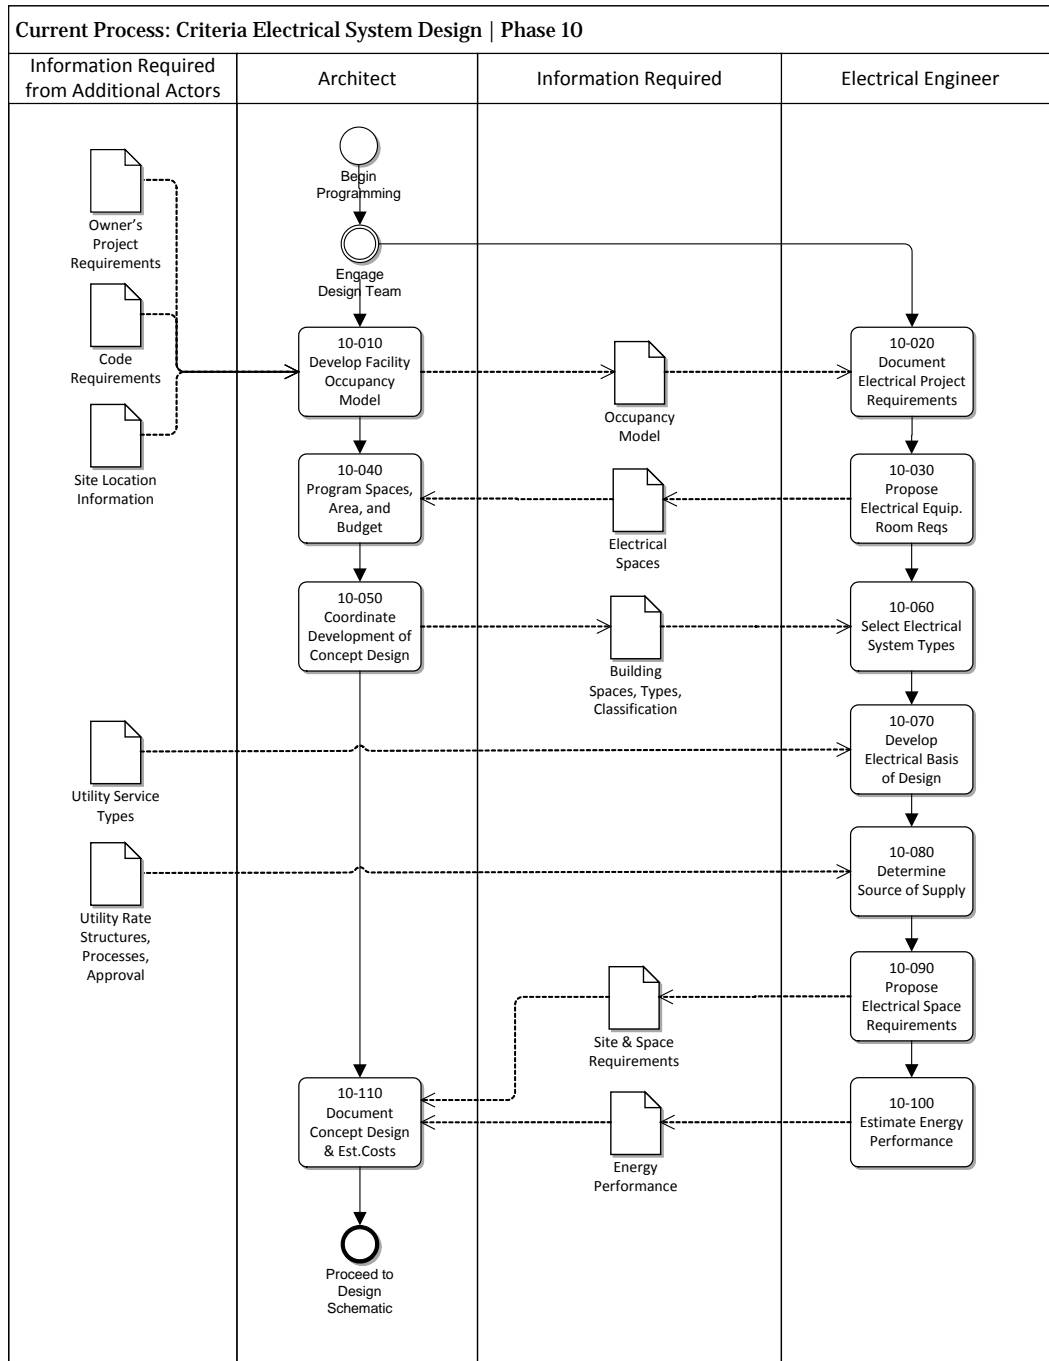 Current Process: Criteria Electrical System Design | Phase 10
Information Required
from Additional Actors
Architect
Information Required
Electrical Engineer
Begin
Programming
Owner's
Project
Requirements
Engage
Design Team
Code
Requirements
10-010
Develop Facility
Occupancy
Model
Occupancy
Model
10-020
Document
Electrical Project
Requirements
Site Location
Information
10-040
Program Spaces,
Area, and
Budget
Electrical
Spaces
10-030
Propose
Electrical Equip.
Room Reqs
10-050
Coordinate
Development of
Concept Design
Building
Spaces, Types,
Classification
10-060
Select Electrical
System Types
Utility Service
Types
10-070
Develop
Electrical Basis
of Design
Utility Rate
Structures,
Processes,
Approval
10-080
Determine
Source of Supply
Site & Space
Requirements
10-090
Propose
Electrical Space
Requirements
10-110
Document
Concept Design
& Est.Costs
Energy
Performance
10-100
Estimate Energy
Performance
Proceed to
Design
Schematic